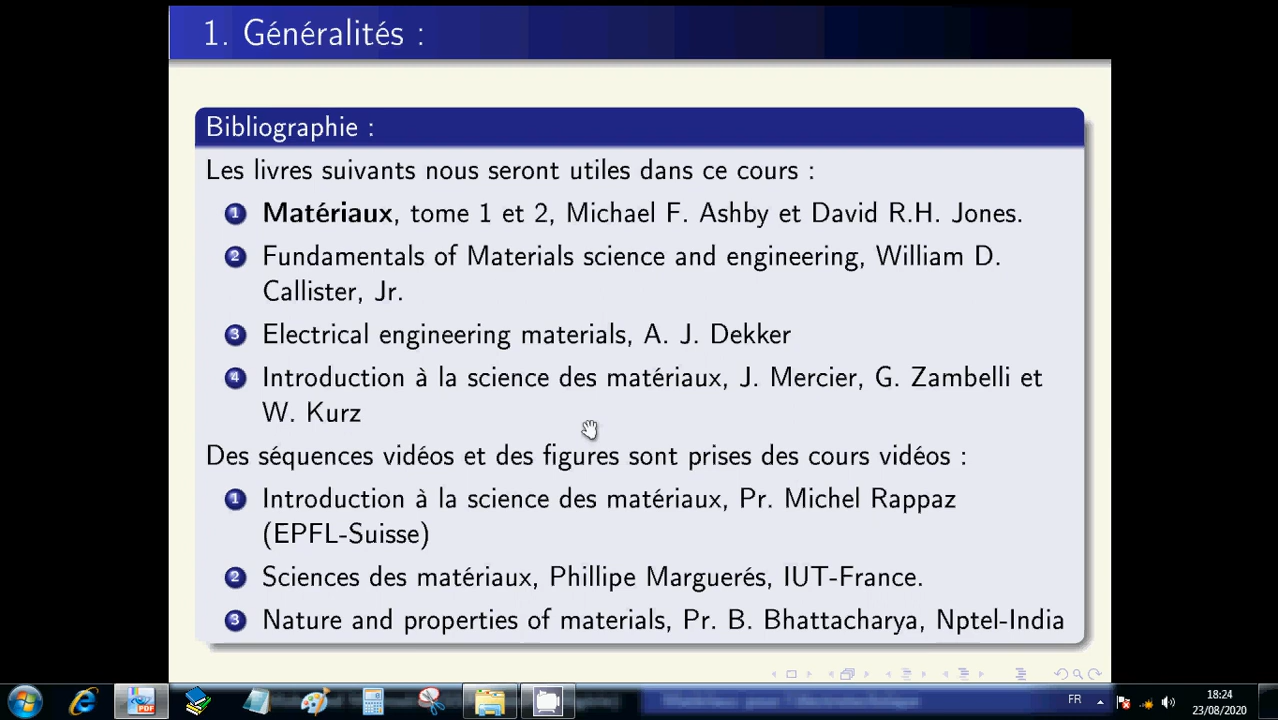 1. Généralités :
Bibliographie :
Les livres suivants nous seront utiles dans ce cours :
1 Matériaux, tome 1 et 2, Michael F. Ashby et David R.H. Jones.
2 Fundamentals of Materials science and engineering, William D.
Callister, Jr.
3 Electrical engineering materials, A. J. Dekker
4 Introduction à la science des matériaux, J. Mercier, G. Zambelli et
W. Kurz
Des séquences vidéos et des figures sont prises des cours vidéos :
1 Introduction à la science des matériaux, Pr. Michel Rappaz
(EPFL-Suisse)
2 Sciences des matériaux, Phillipe Marguerés, IUT-France.
3 Nature and properties of materials, Pr. B. Bhattacharya, Nptel-India
PDF
FR
18:24
23/08/2020